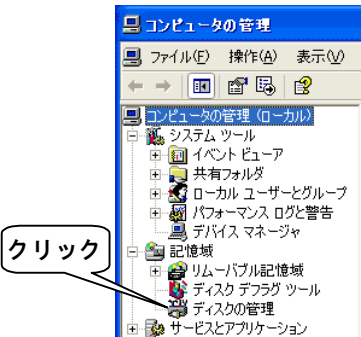 コンピュータの管理
ファイル(F) 操作(A) 表示(V)
コンピュータの管理 (ローカル)
システム ツール
イベント ビューア
共有フォルダ
ローカル ユーザーとグループ
パフォーマンス ログと警告
デバイス マネージャ
クリック
記憶域
リムーバブル記憶域
ディスク デフラグ ツール
ディスクの管理
サービスとアプリケーション